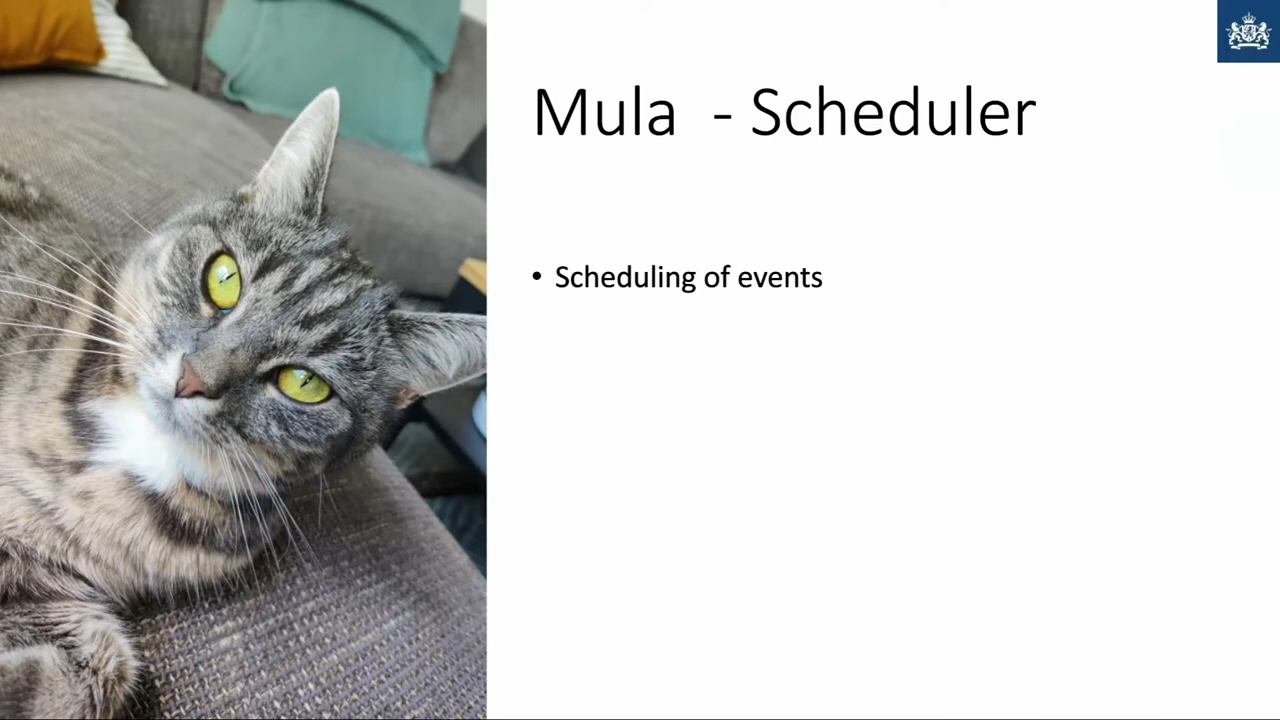 Mula - Scheduler
• Scheduling of events